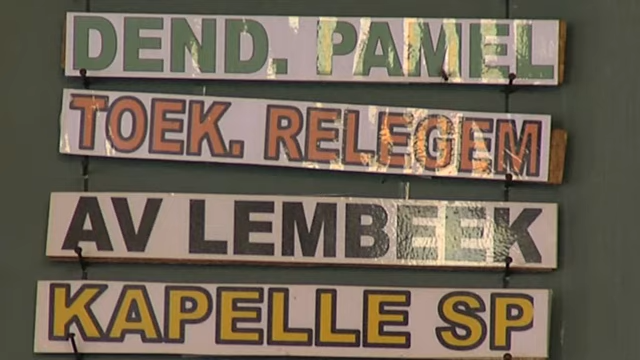 DEND. PAMEL
TOEK. RELEGEM
AV LEMBEEK
KAPELLE SP